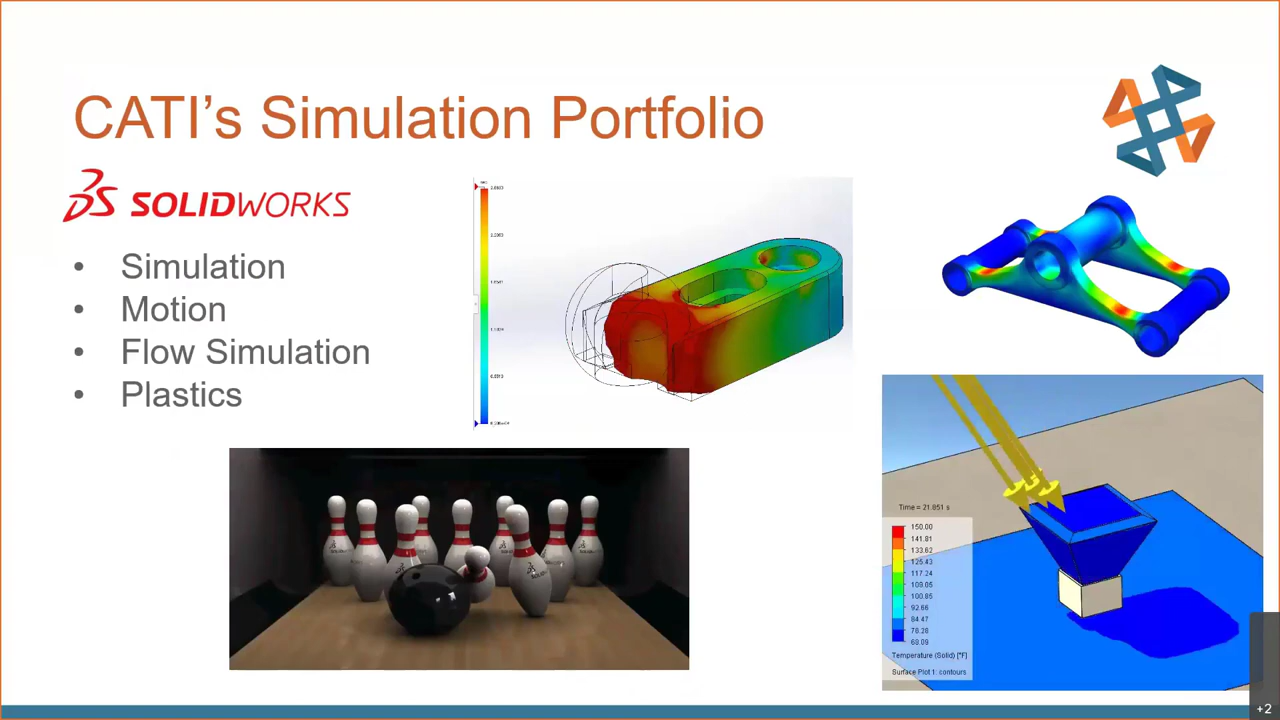 CATI's Simulation Portfolio
SOLIDWORKS
• Simulation
• Motion
• Flow Simulation
• Plastics
Time = 21.851 s
150.00
141.81
133.62
125.43
117.24
109.05
100.85
92.66
84.47
76.28
68.09
Temperature (Solid) [°F]
Surface Plot 1: contours
+2